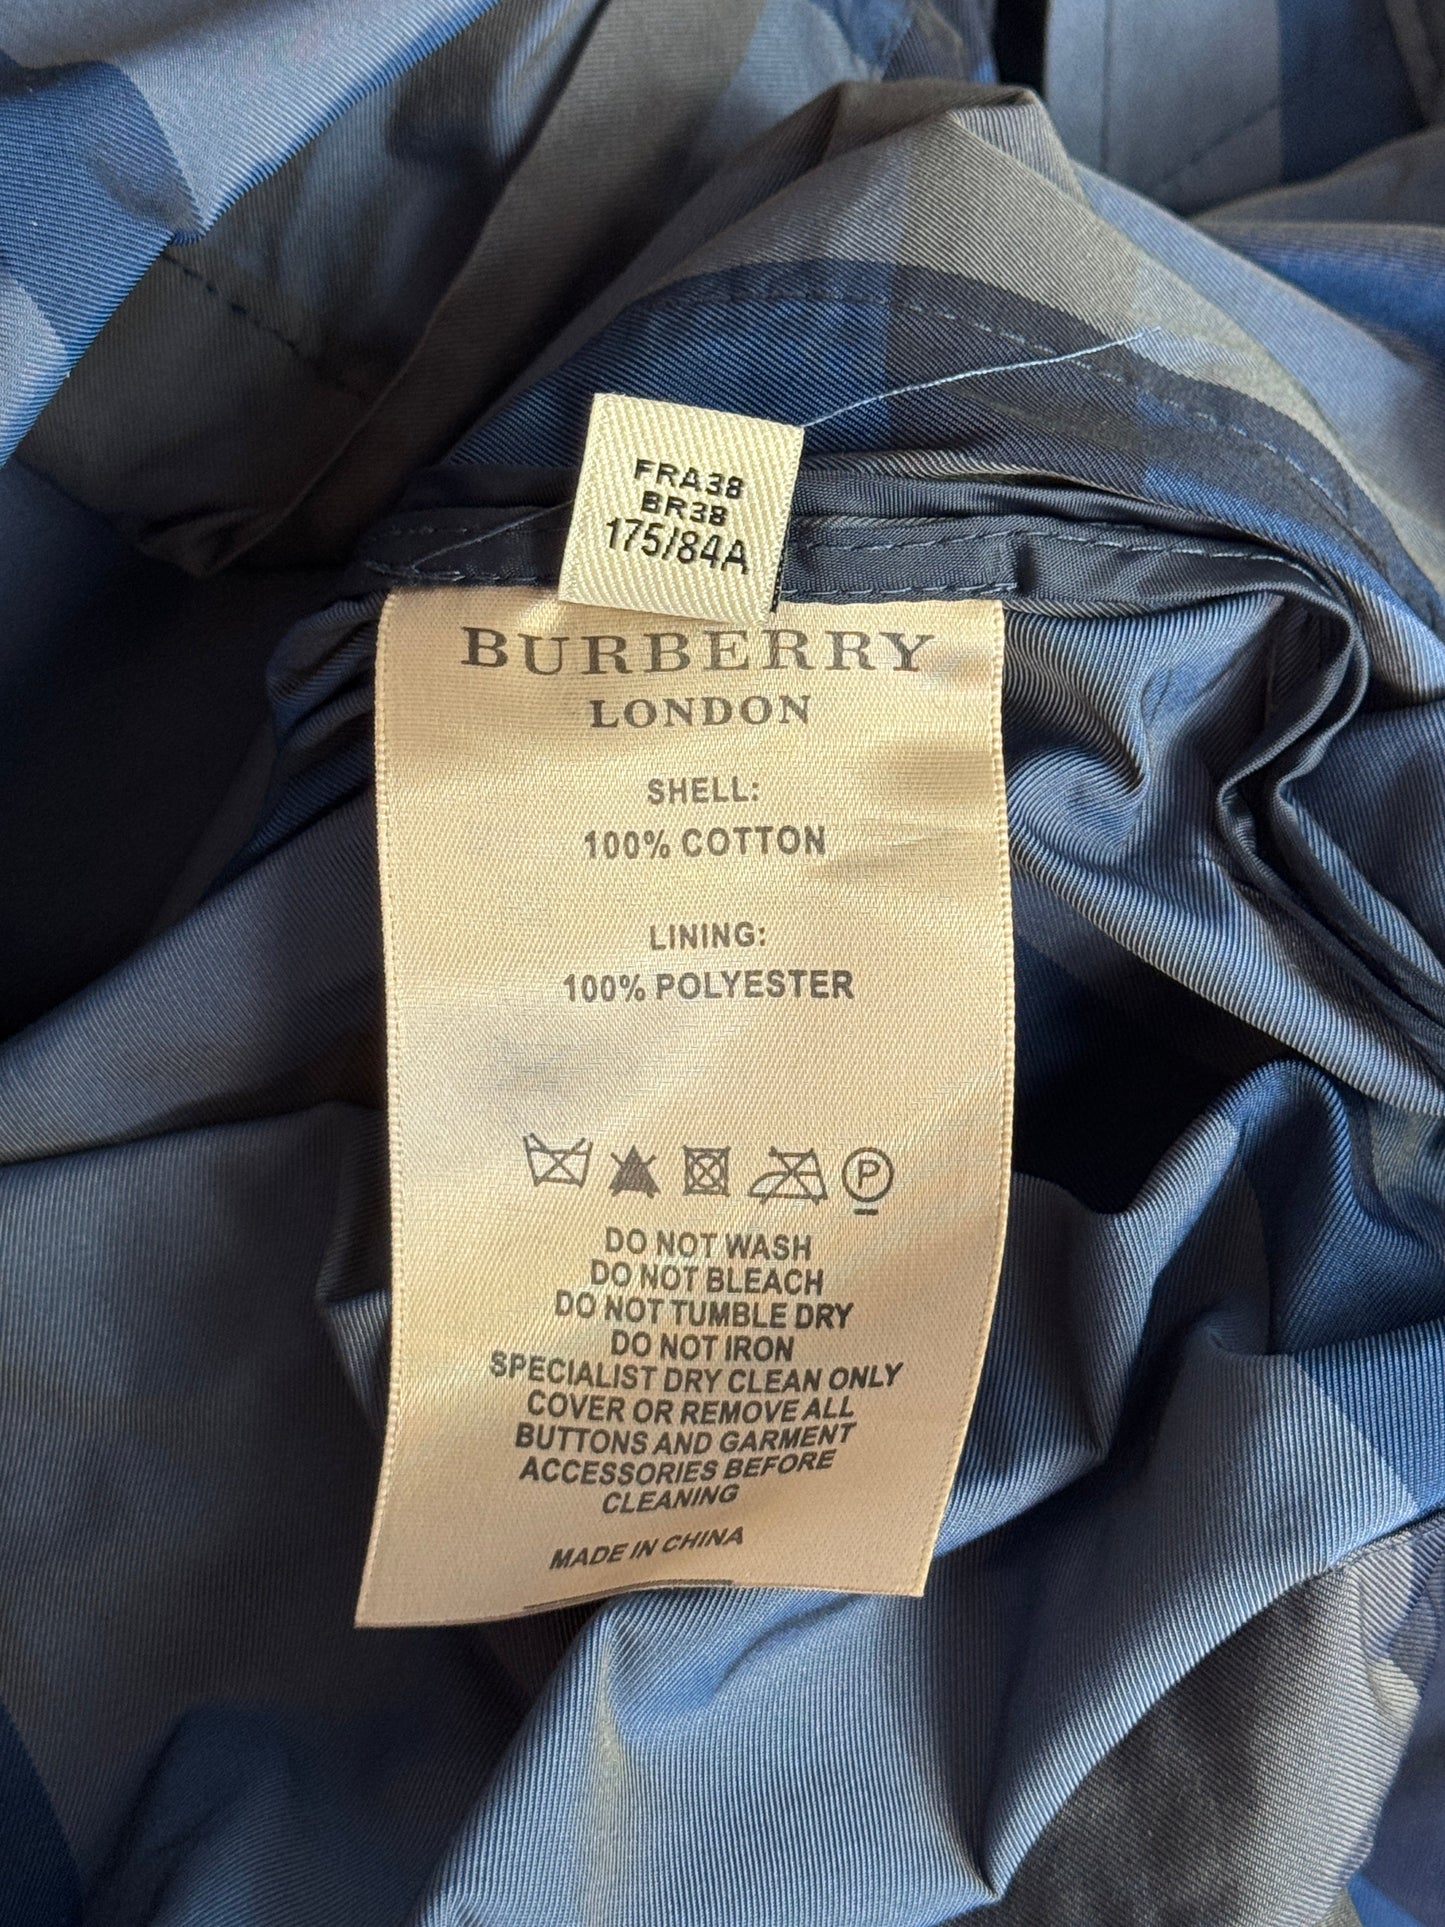 FRA38
BR38
175/84A
BURBERRY
LONDON
SHELL:
100% COTTON
LINING:
100% POLYESTER
P
DO NOT WASH
DO NOT BLEACH
DO NOT TUMBLE DRY
DO NOT IRON
SPECIALIST DRY CLEAN ONLY
COVER OR REMOVE ALL
BUTTONS AND GARMENT
ACCESSORIES BEFORE
CLEANING
MADE IN CHINA